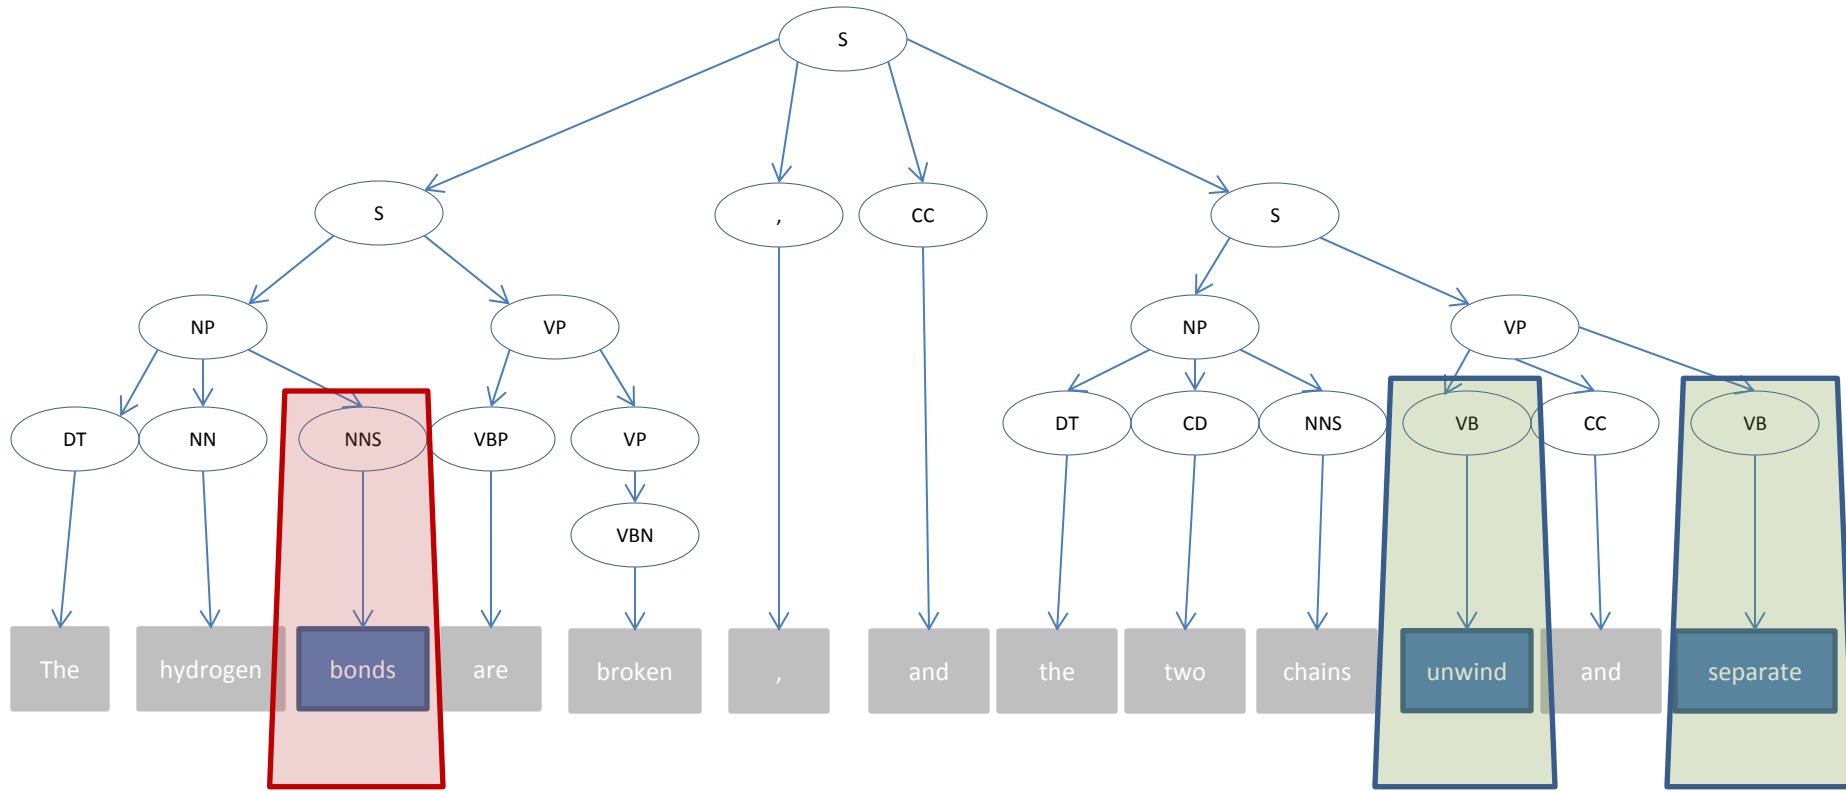 S
S , CC S
NP VP NP VP
DT NN NNS VBP VP DT CD NNS VB CC VB
VBN
The hydrogen bonds are broken , and the two chains unwind and separate